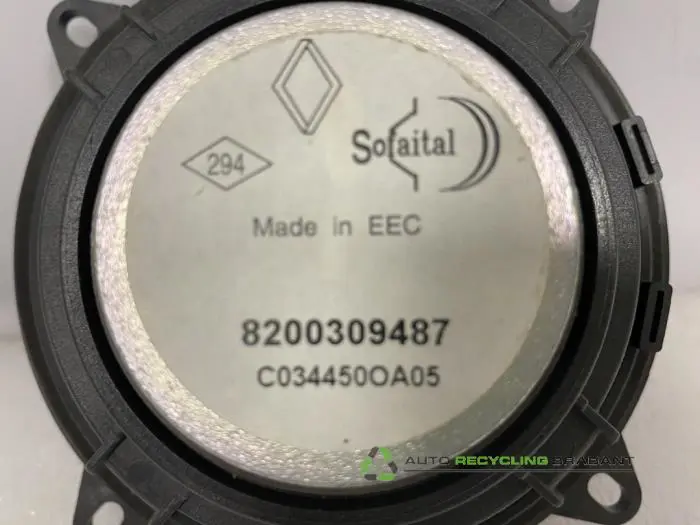 294
Sofaital
Made in EEC
8200309487
C034450OA05
AUTO RECYCLING BRABANT